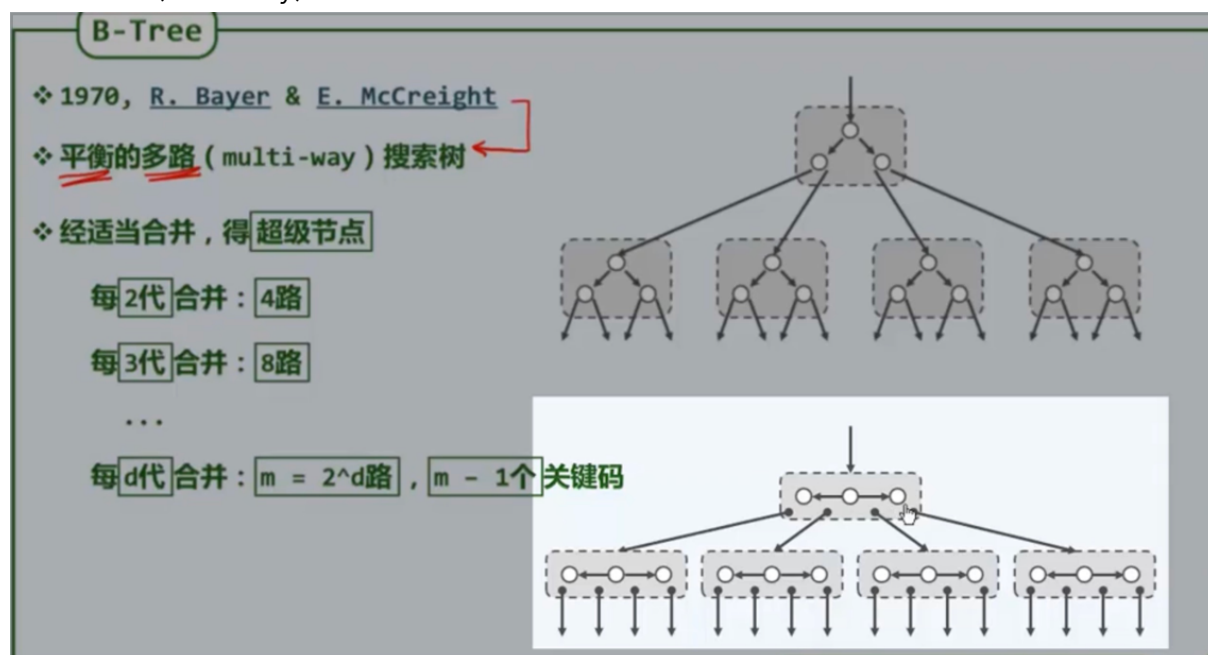 B-Tree
❖ 1970, R. Bayer & E. McCreight
❖ 平衡的多路 ( multi-way ) 搜索树
❖ 经适当合并 , 得 超级节点
每 2代 合并 : 4路
每 3代 合并 : 8路
...
每 d代 合并 : m = 2^d路 , m - 1个 关键码